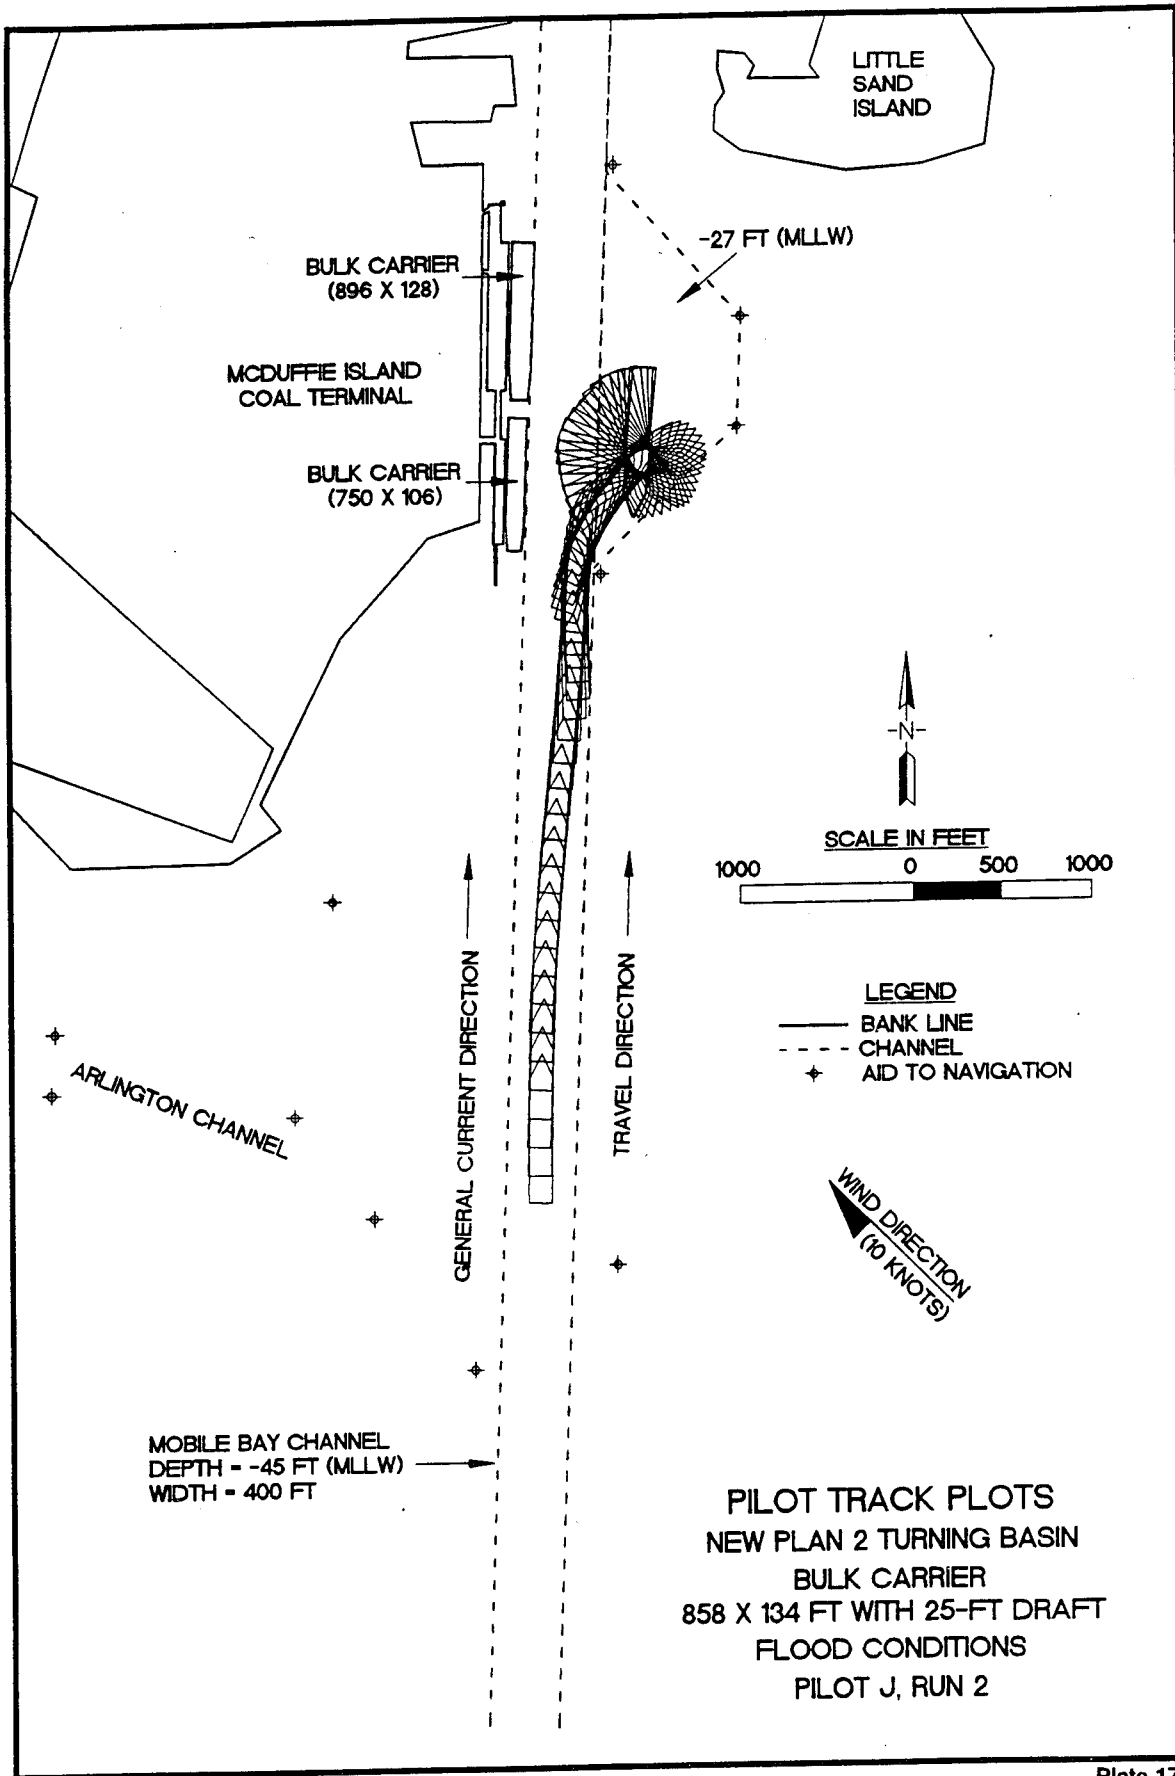 LITTLE
SAND
ISLAND
-27 FT (MLLW)
BULK CARRIER
(896 X 128)
MCDUFFIE ISLAND
COAL TERMINAL
BULK CARRIER
(750 X 106)
-N-
SCALE IN FEET
1000 0 500 1000
GENERAL CURRENT DIRECTION
TRAVEL DIRECTION
LEGEND
BANK LINE
CHANNEL
AID TO NAVIGATION
ARLINGTON CHANNEL
WIND DIRECTION
(10 KNOTS)
MOBILE BAY CHANNEL
DEPTH = -45 FT (MLLW)
WIDTH = 400 FT
PILOT TRACK PLOTS
NEW PLAN 2 TURNING BASIN
BULK CARRIER
858 X 134 FT WITH 25-FT DRAFT
FLOOD CONDITIONS
PILOT J, RUN 2
Plate 17